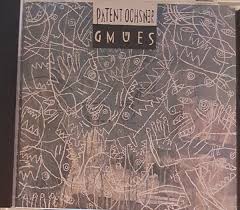 PATENT OCHSNER
GMÜES